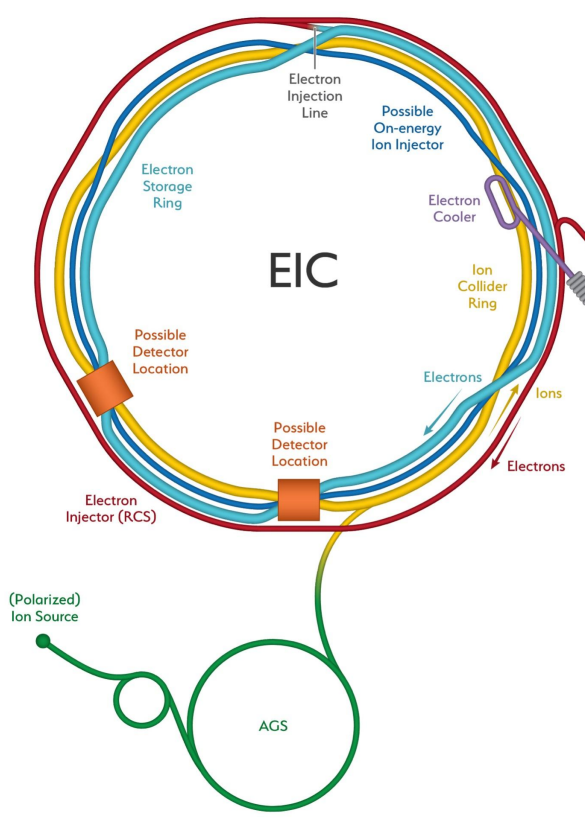 Electron
Injection
Line
Possible
On-energy
Ion Injector
Electron
Storage
Ring
Electron
Cooler
EIC
Ion
Collider
Ring
Possible
Detector
Location
Electrons
Ions
Possible
Detector
Location
Electrons
Electron
Injector (RCS)
(Polarized)
Ion Source
AGS